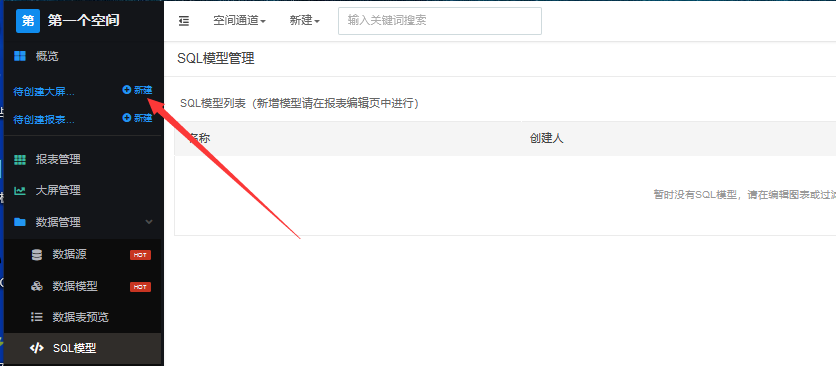 第 第一个空间
空间通道 新建 输入关键词搜索
概览
SQL模型管理
待创建大屏... 新建
待创建报表... 新建
SQL模型列表（新增模型请在报表编辑页中进行）
名称 创建人
报表管理
大屏管理
暂时没有SQL模型，请在编辑图表或过滤
数据管理
数据源 HOT
数据模型 HOT
数据表预览
SQL模型